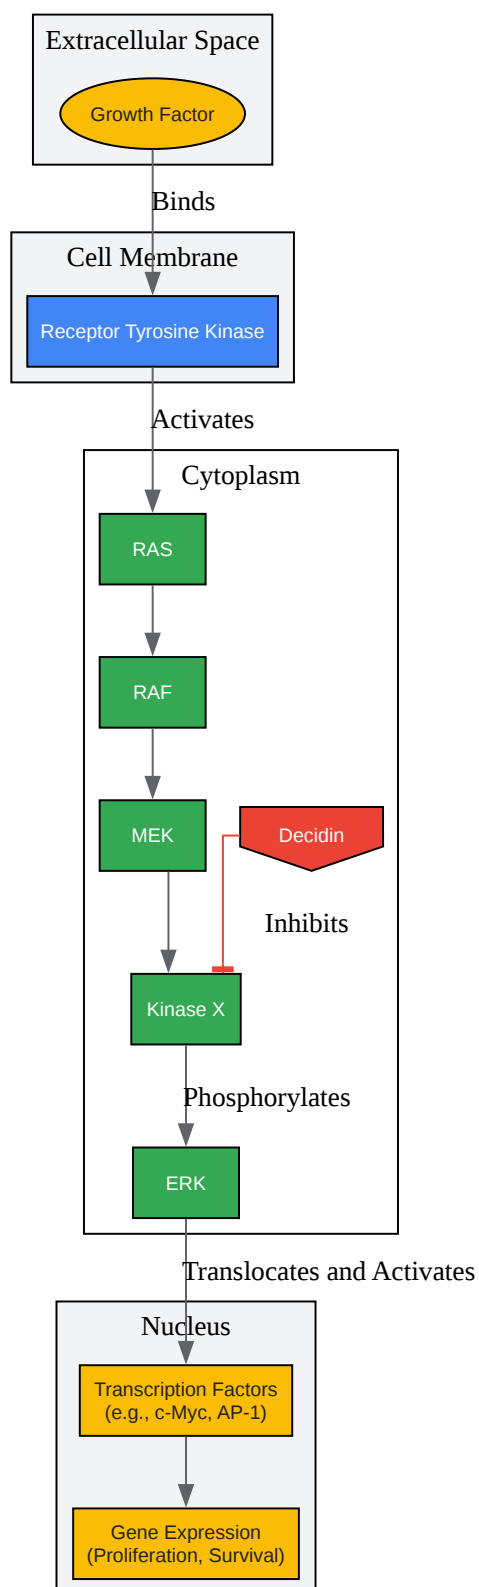 Extracellular Space
Growth Factor
Binds
Cell Membrane
Receptor Tyrosine Kinase
Activates
Cytoplasm
RAS
RAF
MEK
Decidin
Inhibits
Kinase X
Phosphorylates
ERK
Translocates and Activates
Nucleus
Transcription Factors
(e.g., c-Myc, AP-1)
Gene Expression
(Proliferation, Survival)